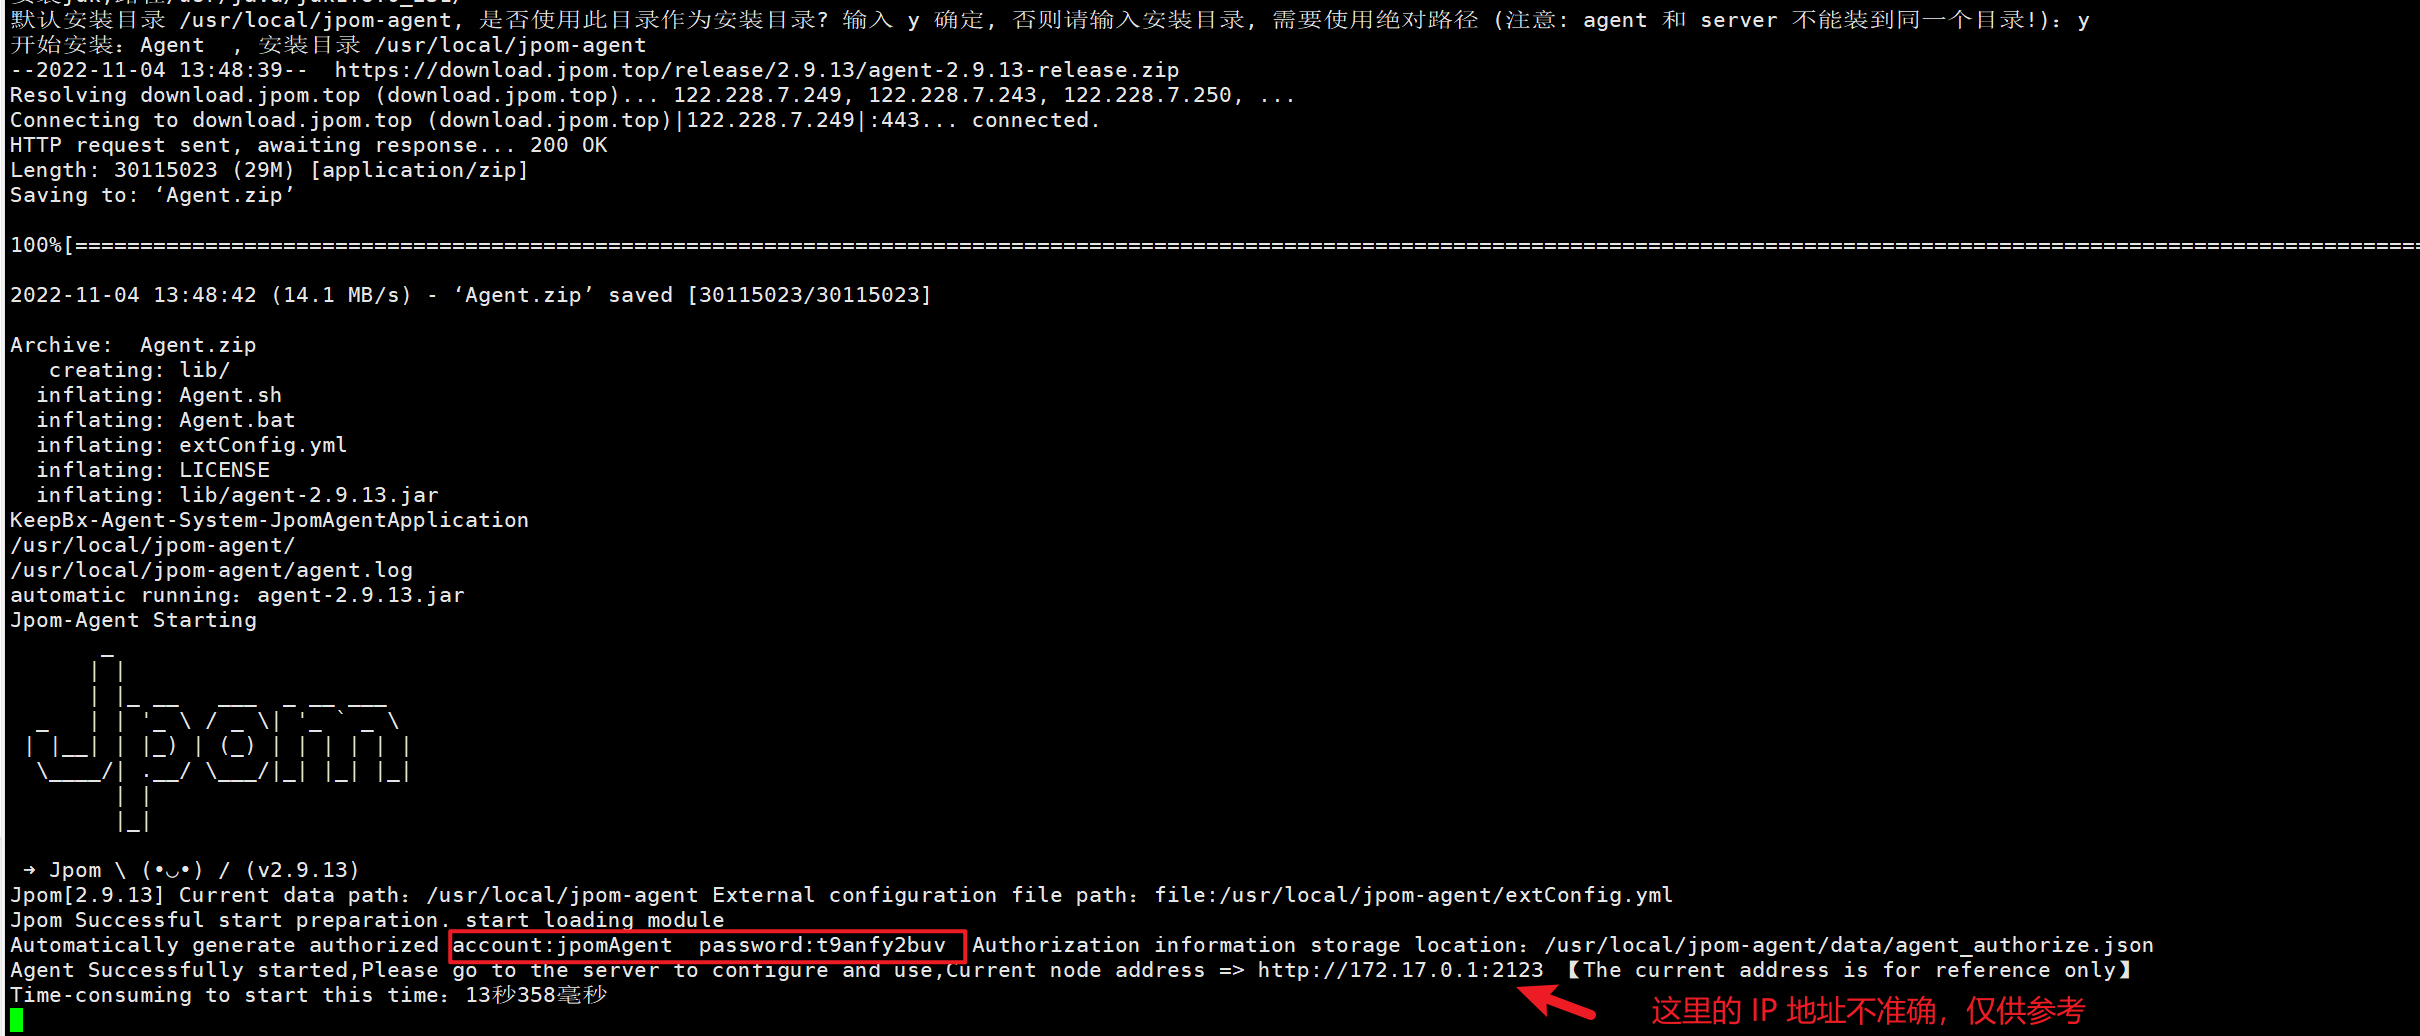 默认安装目录 /usr/local/jpom-agent, 是否使用此目录作为安装目录? 输入 y 确定, 否则请输入安装目录, 需要使用绝对路径 (注意: agent 和 server 不能装到同一个目录!): y
开始安装: Agent  , 安装目录 /usr/local/jpom-agent
--2022-11-04 13:48:39--  https://download.jpom.top/release/2.9.13/agent-2.9.13-release.zip
Resolving download.jpom.top (download.jpom.top)... 122.228.7.249, 122.228.7.243, 122.228.7.250, ...
Connecting to download.jpom.top (download.jpom.top)|122.228.7.249|:443... connected.
HTTP request sent, awaiting response... 200 OK
Length: 30115023 (29M) [application/zip]
Saving to: ‘Agent.zip’
100%[====================
2022-11-04 13:48:42 (14.1 MB/s) - ‘Agent.zip’ saved [30115023/30115023]
Archive:  Agent.zip
   creating: lib/
  inflating: Agent.sh
  inflating: Agent.bat
  inflating: extConfig.yml
  inflating: LICENSE
  inflating: lib/agent-2.9.13.jar
KeepBx-Agent-System-JpomAgentApplication
/usr/local/jpom-agent/
/usr/local/jpom-agent/agent.log
automatic running: agent-2.9.13.jar
Jpom-Agent Starting
Jpom
➜ Jpom \ (•◡•) / (v2.9.13)
Jpom[2.9.13] Current data path: /usr/local/jpom-agent External configuration file path: file:/usr/local/jpom-agent/extConfig.yml
Jpom Successful start preparation. start loading module
Automatically generate authorized account:jpomAgent  password:t9anfy2buv  Authorization information storage location: /usr/local/jpom-agent/data/agent_authorize.json
Agent Successfully started,Please go to the server to configure and use,Current node address => http://172.17.0.1:2123 【The current address is for reference only】
Time-consuming to start this time: 13秒358毫秒
这里的 IP 地址不准确，仅供参考